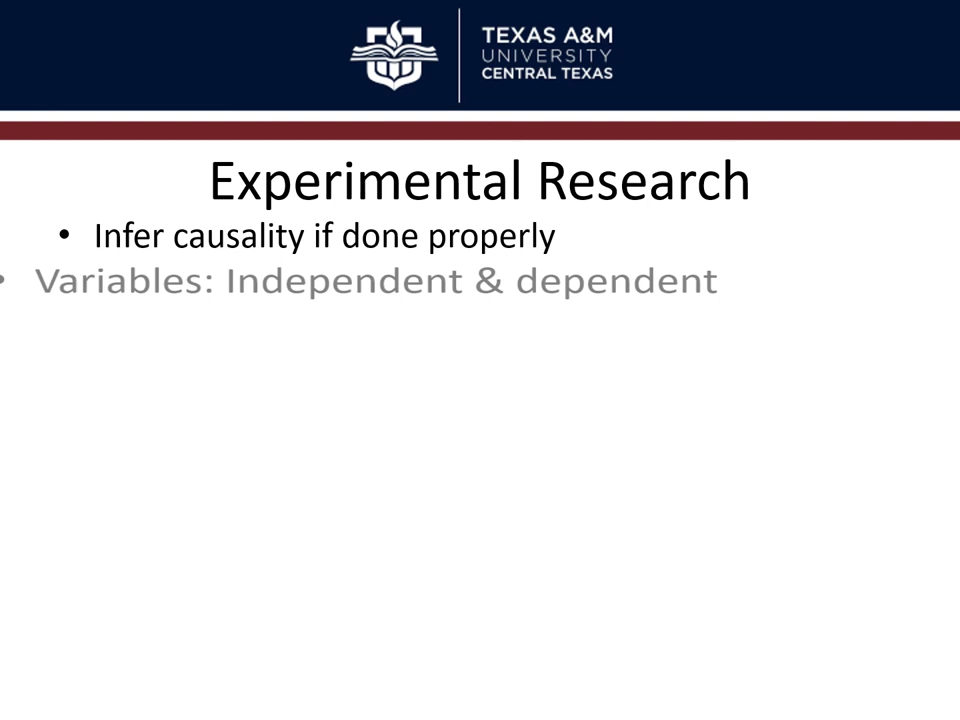 TEXAS A&M
UNIVERSITY
CENTRAL TEXAS
Experimental Research
• Infer causality if done properly
• Variables: Independent & dependent